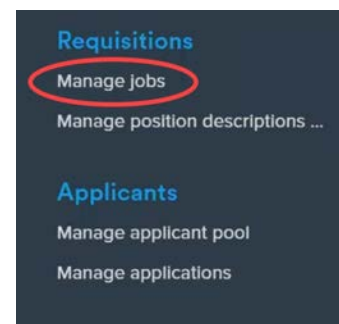 Requisitions
Manage jobs
Manage position descriptions ...
Applicants
Manage applicant pool
Manage applications